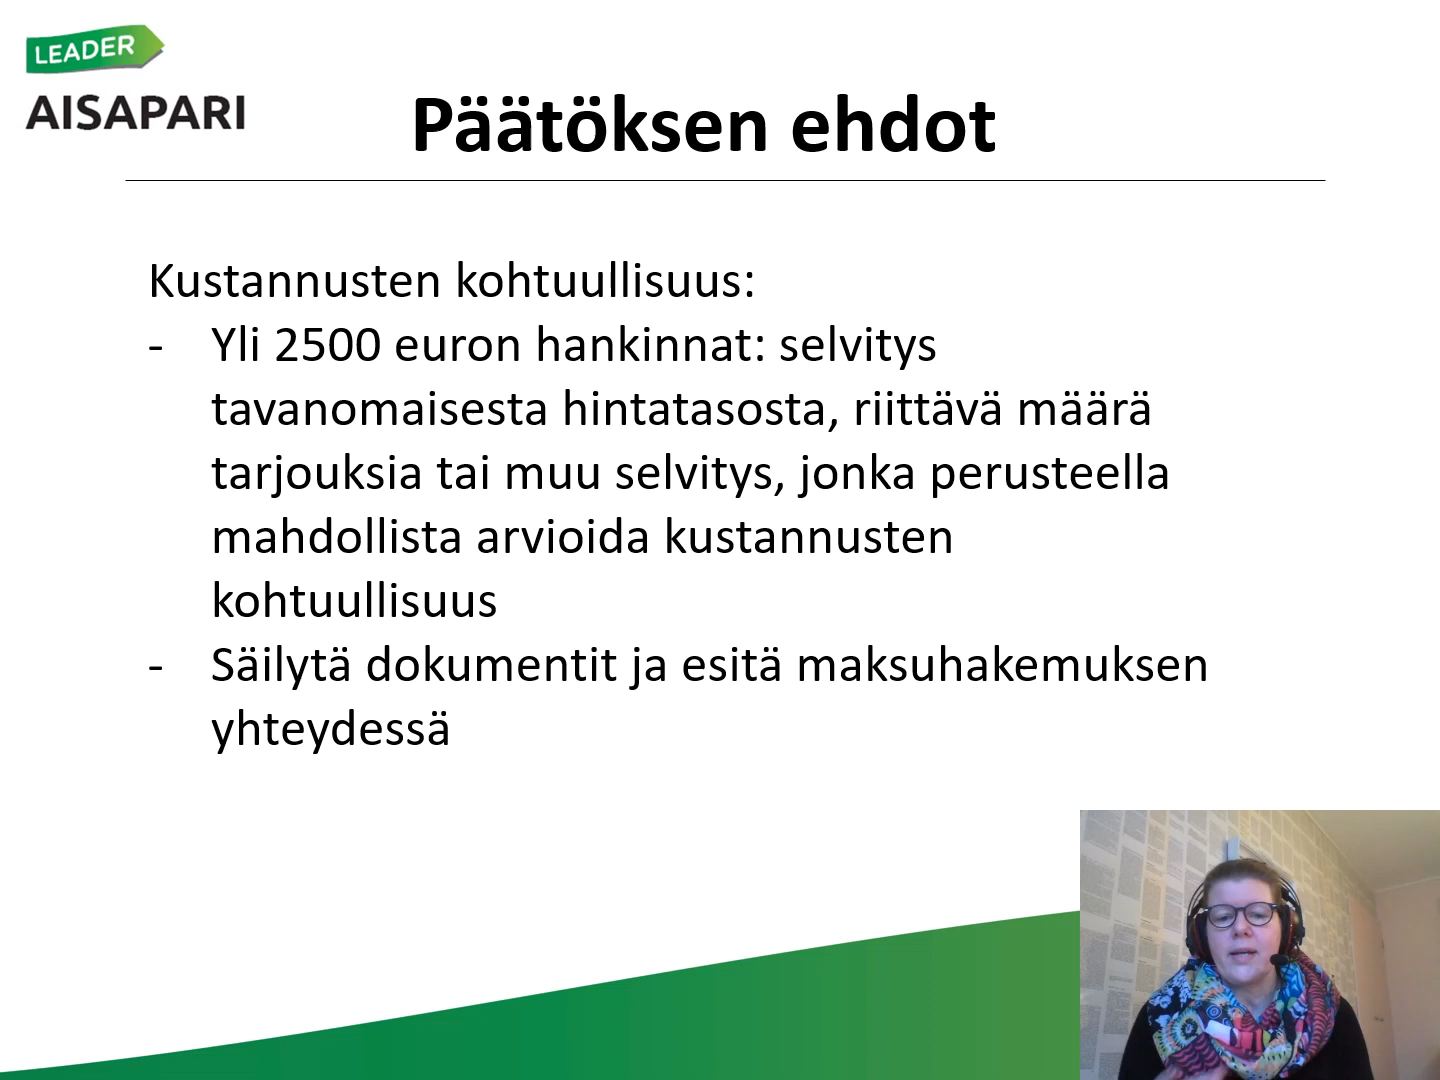 LEADER
AISAPARI
Päätöksen ehdot
Kustannusten kohtuullisuus:
- Yli 2500 euron hankinnat: selvitys
tavanomaisesta hintatasosta, riittävä määrä
tarjouksia tai muu selvitys, jonka perusteella
mahdollista arvioida kustannusten
kohtuullisuus
- Säilytä dokumentit ja esitä maksuhakemuksen
yhteydessä